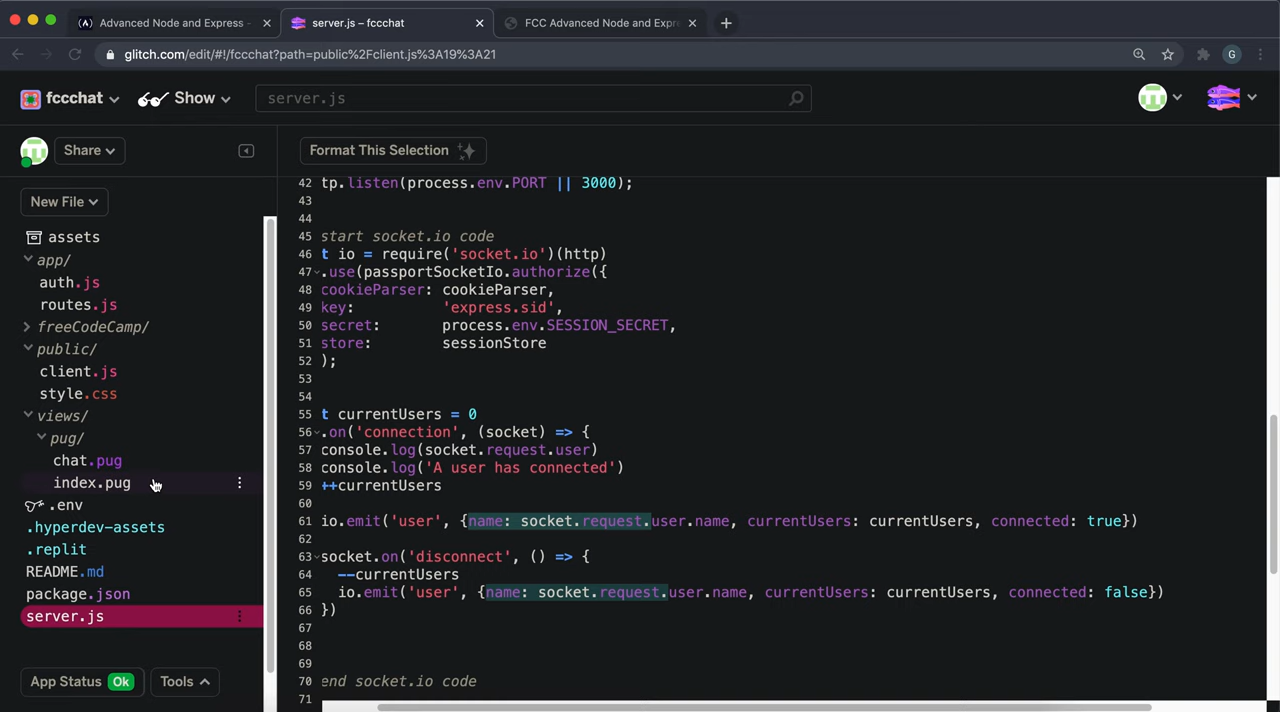 Advanced Node and Express -
server.js – fccchat
FCC Advanced Node and Expre
glitch.com/edit/#!/fccchat?path=public%2Fclient.js%3A19%3A21
G
fccchat
Show
server.js
Share
Format This Selection
New File
assets
app/
auth.js
routes.js
freeCodeCamp/
public/
client.js
style.css
views/
pug/
chat.pug
index.pug
.env
.hyperdev-assets
.replit
README.md
package.json
server.js
App Status Ok
Tools
42 tp.listen(process.env.PORT || 3000);
43
44
45 start socket.io code
46 t io = require('socket.io')(http)
47 .use(passportSocketIo.authorize({
48 cookieParser: cookieParser,
49 key: 'express.sid',
50 secret: process.env.SESSION_SECRET,
51 store: sessionStore
52 );
53
54
55 t currentUsers = 0
56 .on('connection', (socket) => {
57 console.log(socket.request.user)
58 console.log('A user has connected')
59 ++currentUsers
60
61 io.emit('user', {name: socket.request.user.name, currentUsers: currentUsers, connected: true})
62
63 socket.on('disconnect', () => {
64 --currentUsers
65 io.emit('user', {name: socket.request.user.name, currentUsers: currentUsers, connected: false})
66 })
67
68
69
70 end socket.io code
71